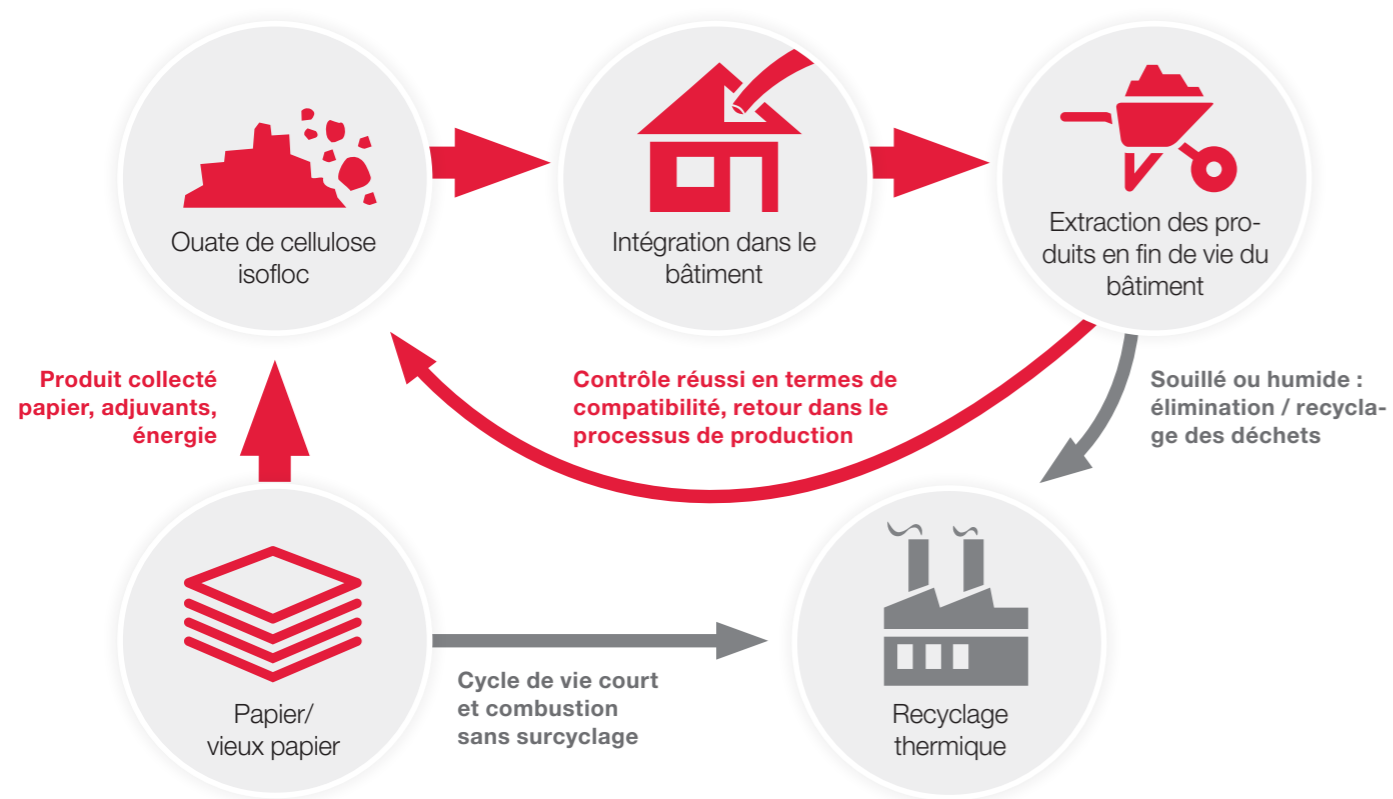 Ouate de cellulose
isofloc
Intégration dans le
bâtiment
Extraction des pro-
duits en fin de vie du
bâtiment
Produit collecté
papier, adjuvants,
énergie
Contrôle réussi en termes de
compatibilité, retour dans le
processus de production
Souillé ou humide :
élimination / recycla-
ge des déchets
Papier/
vieux papier
Cycle de vie court
et combustion
sans surcyclage
Recyclage
thermique